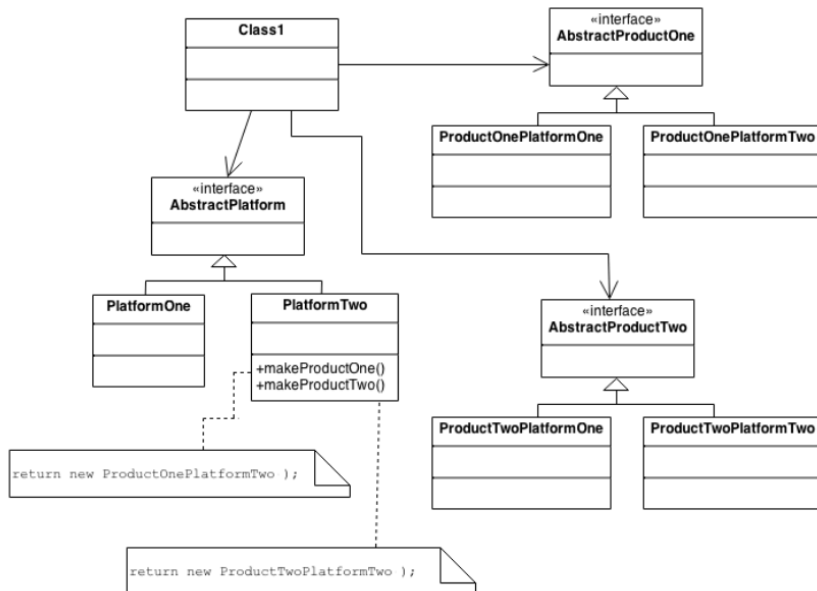 Class1
«interface»
AbstractProductOne
ProductOnePlatformOne
ProductOnePlatformTwo
«interface»
AbstractPlatform
PlatformOne
PlatformTwo
+makeProductOne()
+makeProductTwo()
«interface»
AbstractProductTwo
ProductTwoPlatformOne
ProductTwoPlatformTwo
return new ProductOnePlatformTwo );
return new ProductTwoPlatformTwo );